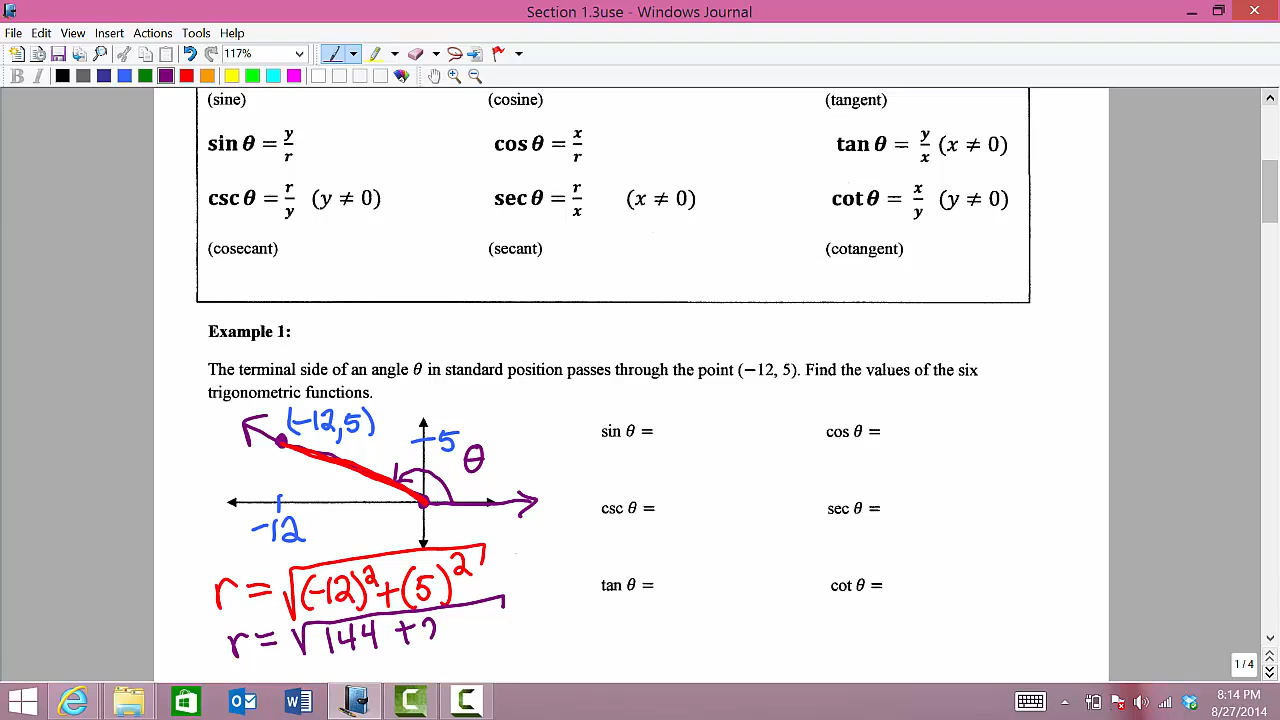 Section 1.3use - Windows Journal
File Edit View Insert Actions Tools Help
117%
B I
(sine) (cosine) (tangent)
sin θ = y/r cos θ = x/r tan θ = y/x (x ≠ 0)
csc θ = r/y (y ≠ 0) sec θ = r/x (x ≠ 0) cot θ = x/y (y ≠ 0)
(cosecant) (secant) (cotangent)
Example 1:
The terminal side of an angle θ in standard position passes through the point (−12, 5). Find the values of the six
trigonometric functions.
(-12,5)
5
θ
-12
r = √(-12)² + (5)²
r = √144 + 2
sin θ = cos θ =
csc θ = sec θ =
tan θ = cot θ =
1 / 4
8:14 PM
8/27/2014